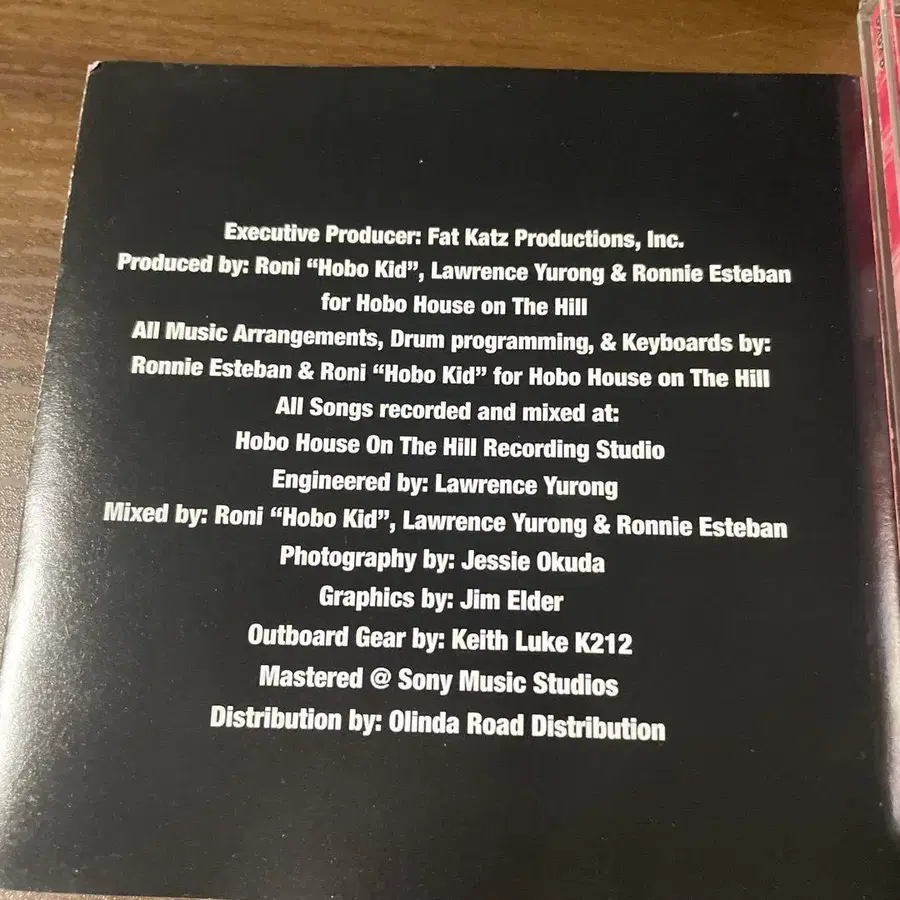 Executive Producer: Fat Katz Productions, Inc.
Produced by: Roni “Hobo Kid”, Lawrence Yurong & Ronnie Esteban
for Hobo House on The Hill
All Music Arrangements, Drum programming, & Keyboards by:
Ronnie Esteban & Roni “Hobo Kid” for Hobo House on The Hill
All Songs recorded and mixed at:
Hobo House On The Hill Recording Studio
Engineered by: Lawrence Yurong
Mixed by: Roni “Hobo Kid”, Lawrence Yurong & Ronnie Esteban
Photography by: Jessie Okuda
Graphics by: Jim Elder
Outboard Gear by: Keith Luke K212
Mastered @ Sony Music Studios
Distribution by: Olinda Road Distribution